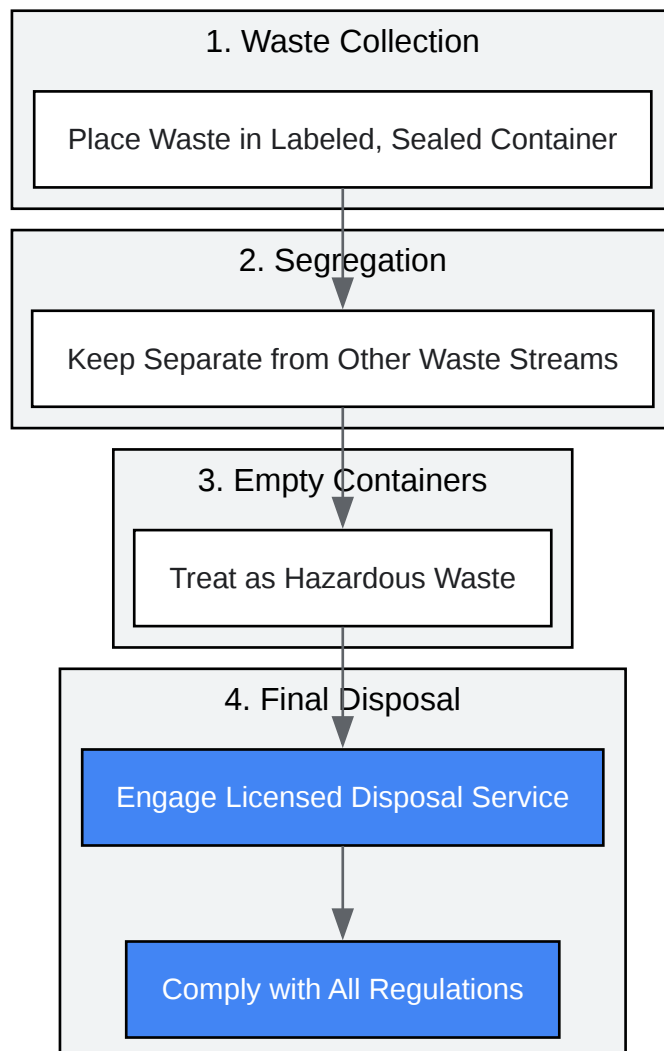 1. Waste Collection
Place Waste in Labeled, Sealed Container
2. Segregation
Keep Separate from Other Waste Streams
3. Empty Containers
Treat as Hazardous Waste
4. Final Disposal
Engage Licensed Disposal Service
Comply with All Regulations